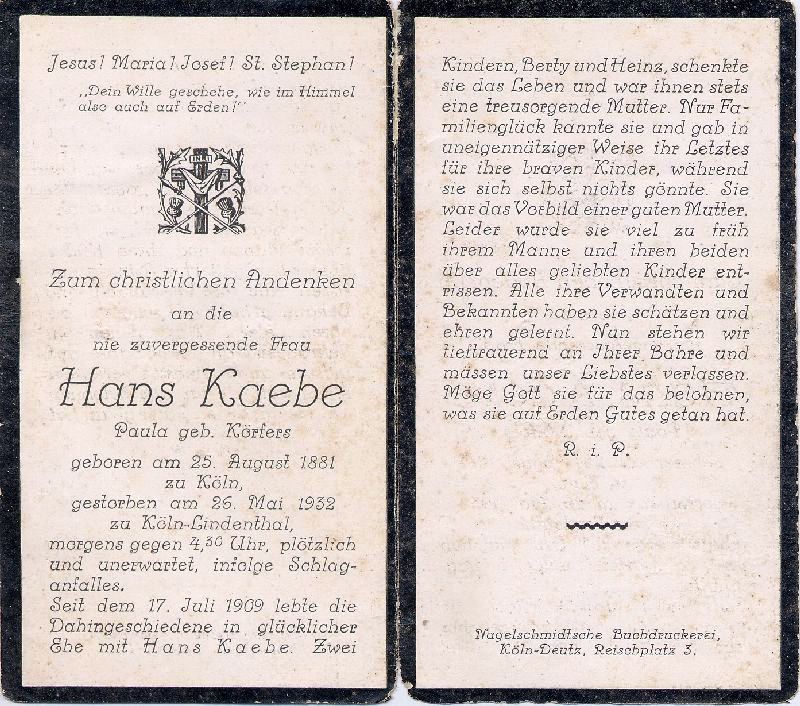 Jesus! Maria! Josef! St. Stephan!
„Dein Wille geschehe, wie im Himmel
also auch auf Erden!"
INRI
Zum christlichen Andenken
an die
nie zuvergessende Frau
Hans Kaebe
Paula geb. Körfers
geboren am 25. August 1881
zu Köln,
gestorben am 26. Mai 1932
zu Köln-Lindenthal,
morgens gegen 4,30 Uhr, plötzlich
und unerwartet, infolge Schlag-
anfalles.
Seit dem 17. Juli 1909 lebte die
Dahingeschiedene in glücklicher
Ehe mit Hans Kaebe. Zwei
Kindern, Berty und Heinz, schenkte
sie das Leben und war ihnen stets
eine treusorgende Mutter. Nur Fa-
milienglück kannte sie und gab in
uneigennätziger Weise ihr Letztes
für ihre braven Kinder, während
sie sich selbst nichts gönnte. Sie
war das Vorbild einer guten Mutter.
Leider wurde sie viel zu früh
ihrem Manne und ihren beiden
über alles geliebten Kinder ent-
rissen. Alle ihre Verwandten und
Bekannten haben sie schätzen und
ehren gelernt. Nun stehen wir
tieftrauernd an Ihrer Bahre und
müssen unser Liebstes verlassen.
Möge Gott sie für das belohnen,
was sie auf Erden Gutes getan hat.
R. i. P.
Nagelschmidtsche Buchdruckerei,
Köln-Deutz, Reischplatz 3.